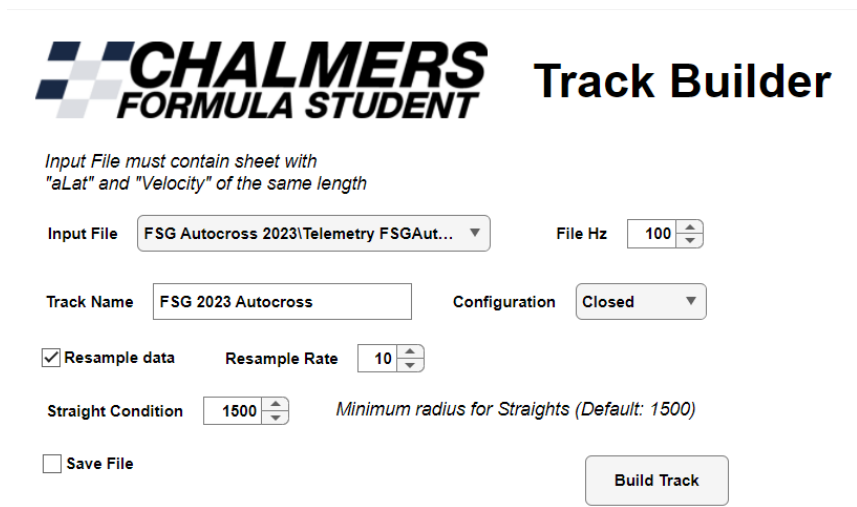 CHALMERS
FORMULA STUDENT
Track Builder
Input File must contain sheet with
"aLat" and "Velocity" of the same length
Input File FSG Autocross 2023\Telemetry FSGAut... File Hz 100
Track Name FSG 2023 Autocross Configuration Closed
Resample data Resample Rate 10
Straight Condition 1500 Minimum radius for Straights (Default: 1500)
Save File
Build Track